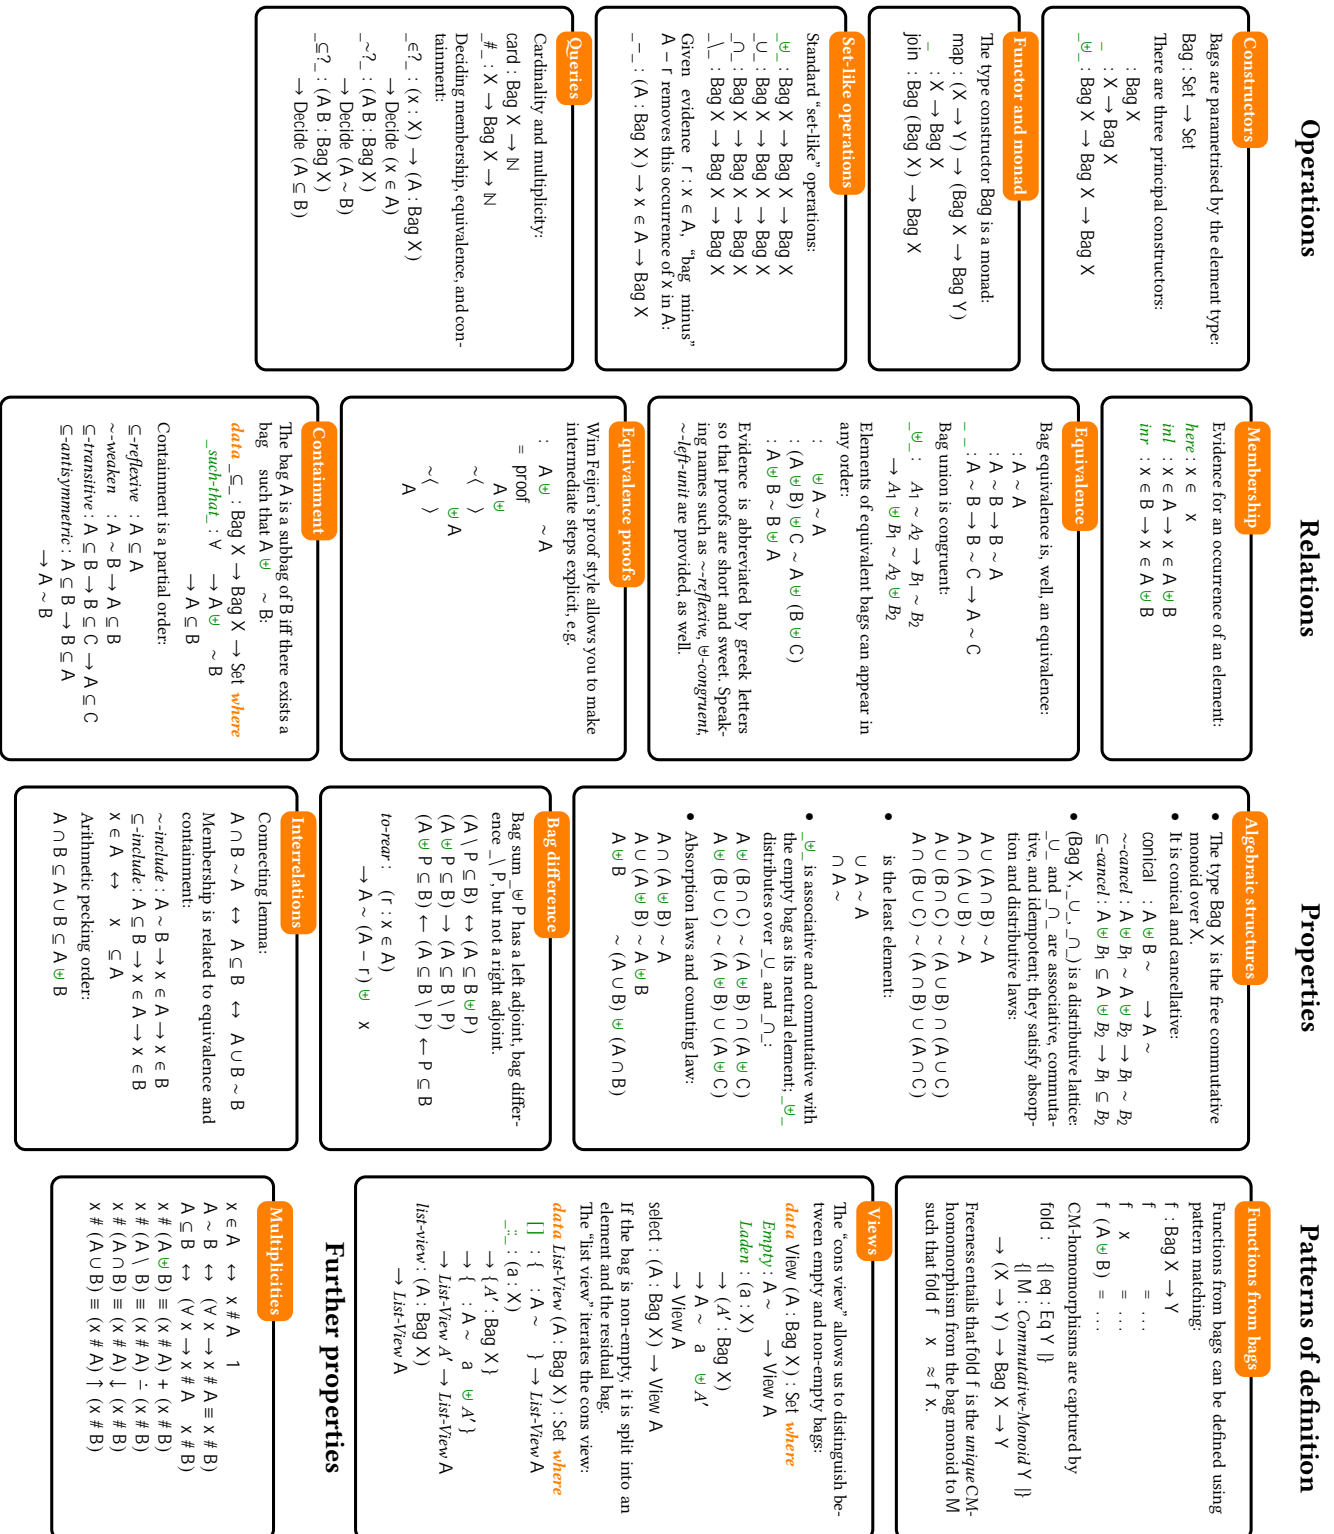 Operations
Constructors
Bags are parametrised by the element type:
Bag : Set → Set
There are three principal constructors:
: Bag X
_ : X → Bag X
_⊎_ : Bag X → Bag X → Bag X
Functor and monad
The type constructor Bag is a monad:
map : (X → Y) → (Bag X → Bag Y)
_ : X → Bag X
join : Bag (Bag X) → Bag X
Set-like operations
Standard “set-like” operations:
_⊎_ : Bag X → Bag X → Bag X
_∪_ : Bag X → Bag X → Bag X
_∩_ : Bag X → Bag X → Bag X
_\_ : Bag X → Bag X → Bag X
Given evidence r : x ∈ A, “bag minus”
A − r removes this occurrence of x in A:
_−_ : (A : Bag X) → x ∈ A → Bag X
Queries
Cardinality and multiplicity:
card : Bag X → ℕ
_#_ : X → Bag X → ℕ
Deciding membership, equivalence, and con-
tainment:
_∈?_ : (x : X) → (A : Bag X)
→ Decide (x ∈ A)
_~?_ : (A B : Bag X)
→ Decide (A ~ B)
_⊆?_ : (A B : Bag X)
→ Decide (A ⊆ B)
Relations
Membership
Evidence for an occurrence of an element:
here : x ∈ x
inl : x ∈ A → x ∈ A ⊎ B
inr : x ∈ B → x ∈ A ⊎ B
Equivalence
Bag equivalence is, well, an equivalence:
: A ~ A
: A ~ B → B ~ A
_ _ : A ~ B → B ~ C → A ~ C
Bag union is congruent:
_⊎_ : A₁ ~ A₂ → B₁ ~ B₂
→ A₁ ⊎ B₁ ~ A₂ ⊎ B₂
Elements of equivalent bags can appear in
any order:
: ⊎ A ~ A
: (A ⊎ B) ⊎ C ~ A ⊎ (B ⊎ C)
: A ⊎ B ~ B ⊎ A
Evidence is abbreviated by greek letters
so that proofs are short and sweet. Speak-
ing names such as ~-reflexive, ⊎-congruent,
~-left-unit are provided, as well.
Equivalence proofs
Wim Feijen’s proof style allows you to make
intermediate steps explicit, e.g.
: A ⊎ ~ A
= proof
A ⊎
~⟨ ⟩
⊎ A
~⟨ ⟩
A
Containment
The bag A is a subbag of B iff there exists a
bag such that A ⊎ ~ B:
data _⊆_ : Bag X → Bag X → Set where
_such-that_ : ∀ → A ⊎ ~ B
→ A ⊆ B
Containment is a partial order:
⊆-reflexive : A ⊆ A
~-weaken : A ~ B → A ⊆ B
⊆-transitive : A ⊆ B → B ⊆ C → A ⊆ C
⊆-antisymmetric : A ⊆ B → B ⊆ A
→ A ~ B
Properties
Algebraic structures
• The type Bag X is the free commutative
monoid over X.
• It is conical and cancellative:
conical : A ⊎ B ~ → A ~
~-cancel : A ⊎ B₁ ~ A ⊎ B₂ → B₁ ~ B₂
⊆-cancel : A ⊎ B₁ ⊆ A ⊎ B₂ → B₁ ⊆ B₂
• (Bag X, _∪_, _∩_) is a distributive lattice:
_∪_ and _∩_ are associative, commuta-
tive, and idempotent; they satisfy absorp-
tion and distributive laws:
A ∪ (A ∩ B) ~ A
A ∩ (A ∪ B) ~ A
A ∪ (B ∩ C) ~ (A ∪ B) ∩ (A ∪ C)
A ∩ (B ∪ C) ~ (A ∩ B) ∪ (A ∩ C)
• is the least element:
∪ A ~ A
∩ A ~
• _⊎_ is associative and commutative with
the empty bag as its neutral element; _⊎_
distributes over _∪_ and _∩_:
A ⊎ (B ∩ C) ~ (A ⊎ B) ∩ (A ⊎ C)
A ⊎ (B ∪ C) ~ (A ⊎ B) ∪ (A ⊎ C)
• Absorption laws and counting law:
A ∩ (A ⊎ B) ~ A
A ∪ (A ⊎ B) ~ A ⊎ B
A ⊎ B ~ (A ∪ B) ⊎ (A ∩ B)
Bag difference
Bag sum _⊎ P has a left adjoint, bag differ-
ence _\ P, but not a right adjoint.
(A \ P ⊆ B) ↔ (A ⊆ B ⊎ P)
(A ⊎ P ⊆ B) → (A ⊆ B \ P)
(A ⊎ P ⊆ B) ← (A ⊆ B \ P) ← P ⊆ B
to-rear : (r : x ∈ A)
→ A ~ (A − r) ⊎ x
Interrelations
Connecting lemma:
A ∩ B ~ A ↔ A ⊆ B ↔ A ∪ B ~ B
Membership is related to equivalence and
containment:
~-include : A ~ B → x ∈ A → x ∈ B
⊆-include : A ⊆ B → x ∈ A → x ∈ B
x ∈ A ↔ x ⊆ A
Arithmetic pecking order:
A ∩ B ⊆ A ∪ B ⊆ A ⊎ B
Patterns of definition
Functions from bags
Functions from bags can be defined using
pattern matching:
f : Bag X → Y
f = ...
f x = ...
f (A ⊎ B) = ...
CM-homomorphisms are captured by
fold : {| eq : Eq Y |}
{| M : Commutative-Monoid Y |}
→ (X → Y) → Bag X → Y
Freeness entails that fold f is the unique CM-
homomorphism from the bag monoid to M
such that fold f x ≈ f x.
Views
The “cons view” allows us to distinguish be-
tween empty and non-empty bags:
data View (A : Bag X) : Set where
Empty : A ~ → View A
Laden : (a : X)
→ (A′ : Bag X)
→ A ~ a ⊎ A′
→ View A
select : (A : Bag X) → View A
If the bag is non-empty, it is split into an
element and the residual bag.
The “list view” iterates the cons view:
data List-View (A : Bag X) : Set where
[] : { : A ~ } → List-View A
_::_ : (a : X)
→ {A′ : Bag X}
→ { : A ~ a ⊎ A′}
→ List-View A′ → List-View A
list-view : (A : Bag X)
→ List-View A
Further properties
Multiplicities
x ∈ A ↔ x # A 1
A ~ B ↔ (∀ x → x # A ≡ x # B)
A ⊆ B ↔ (∀ x → x # A x # B)
x # (A ⊎ B) ≡ (x # A) + (x # B)
x # (A \ B) ≡ (x # A) ∸ (x # B)
x # (A ∩ B) ≡ (x # A) ↓ (x # B)
x # (A ∪ B) ≡ (x # A) ↑ (x # B)